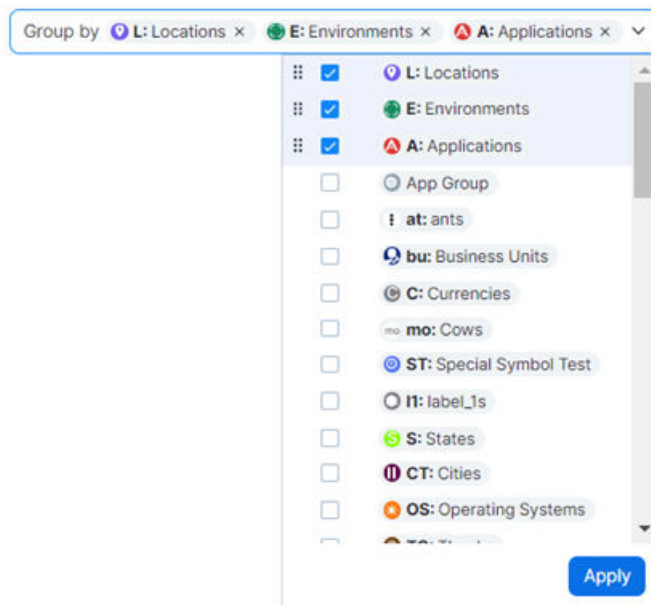 Group by L: Locations × E: Environments × A: Applications ×
L: Locations
E: Environments
A: Applications
App Group
at: ants
bu: Business Units
C: Currencies
mo mo: Cows
ST: Special Symbol Test
l1: label_1s
S: States
CT: Cities
OS: Operating Systems
Apply